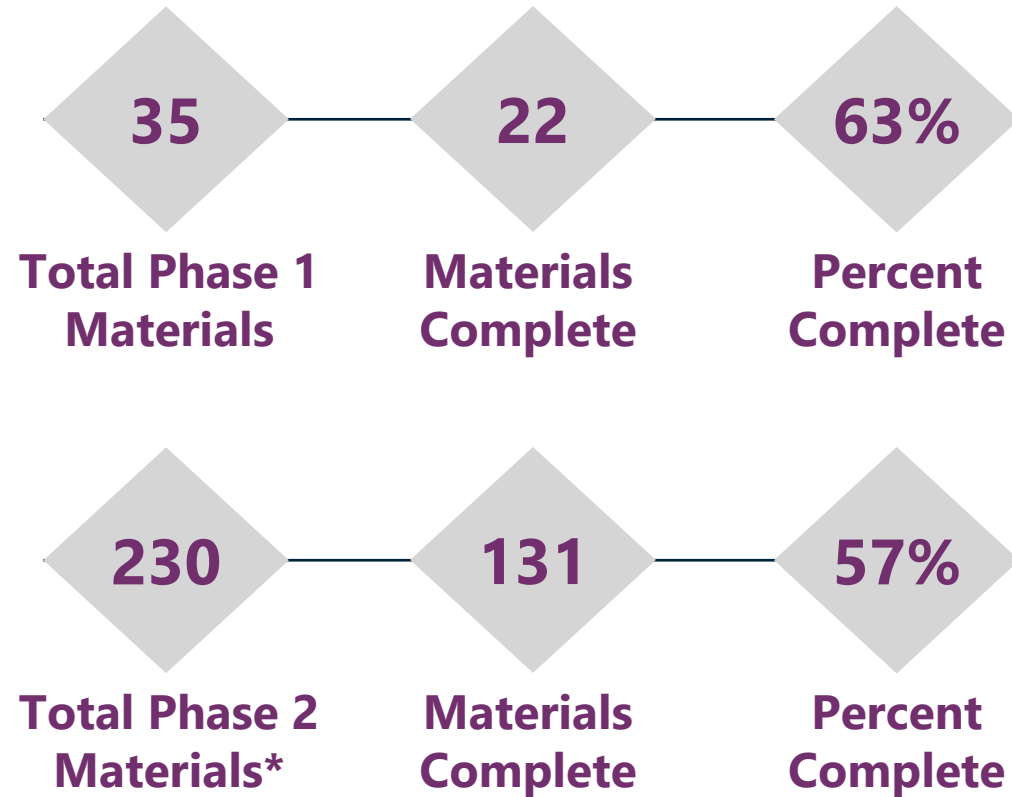 35
22
63%
Total Phase 1
Materials
Materials
Complete
Percent
Complete
230
131
57%
Total Phase 2
Materials*
Materials
Complete
Percent
Complete